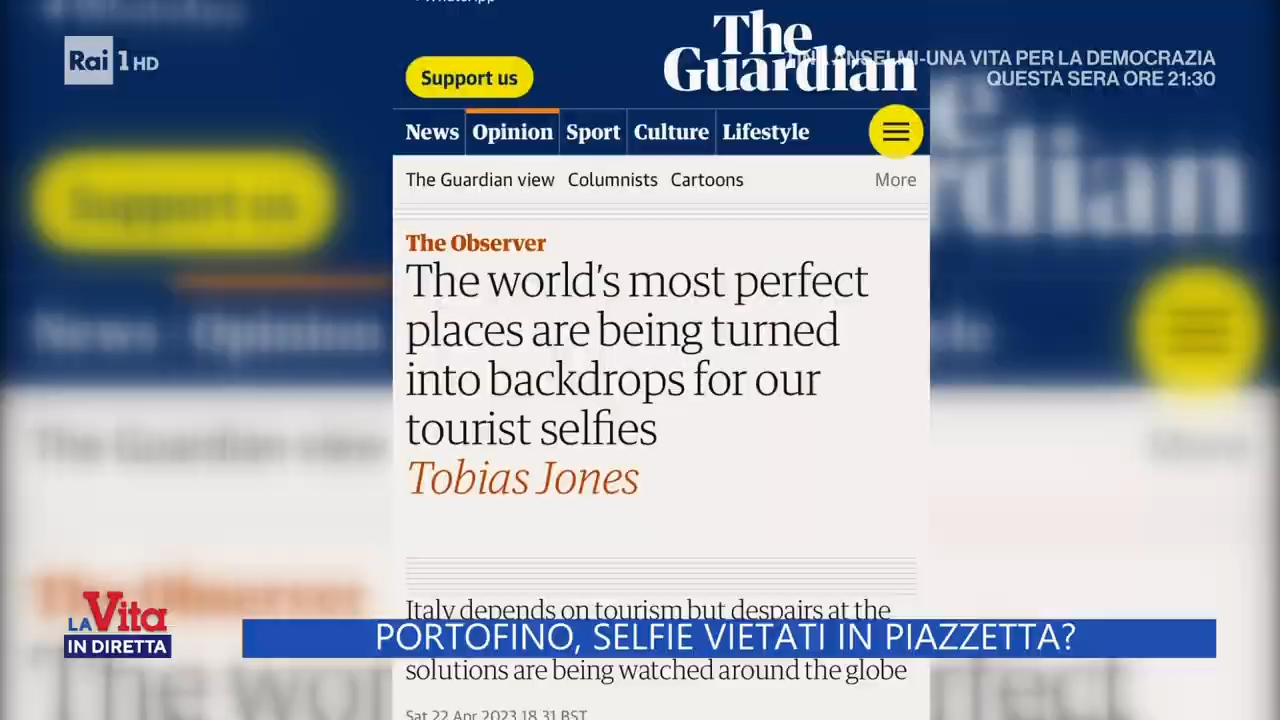 WhatsApp
Rai 1 HD
The
Guardian
TINA ANSELMI-UNA VITA PER LA DEMOCRAZIA
QUESTA SERA ORE 21:30
Support us
News Opinion Sport Culture Lifestyle
The Guardian view Columnists Cartoons More
The Observer
The world's most perfect
places are being turned
into backdrops for our
tourist selfies
Tobias Jones
Italy depends on tourism but despairs at the
LA Vita
IN DIRETTA
PORTOFINO, SELFIE VIETATI IN PIAZZETTA?
solutions are being watched around the globe
Sat 22 Apr 2023 18.31 BST